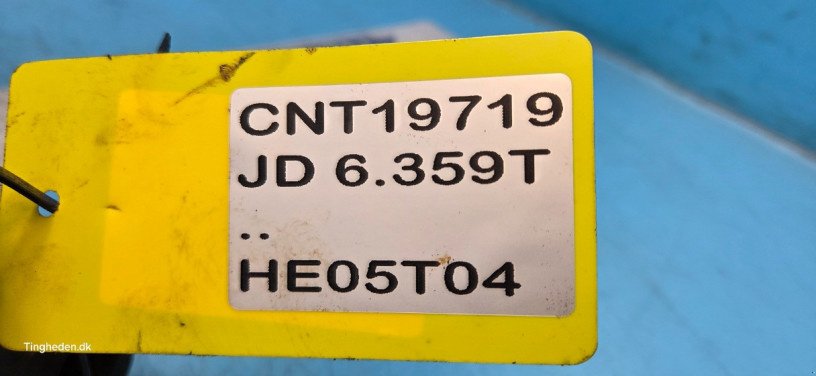 CNT19719
JD 6.359T
..
HE05T04
Tingheden.dk